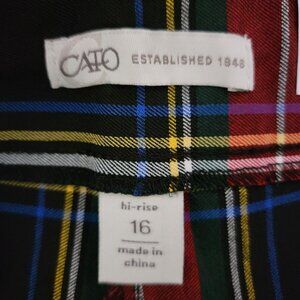 CATO ESTABLISHED 1946
hi-rise
16
made in
china